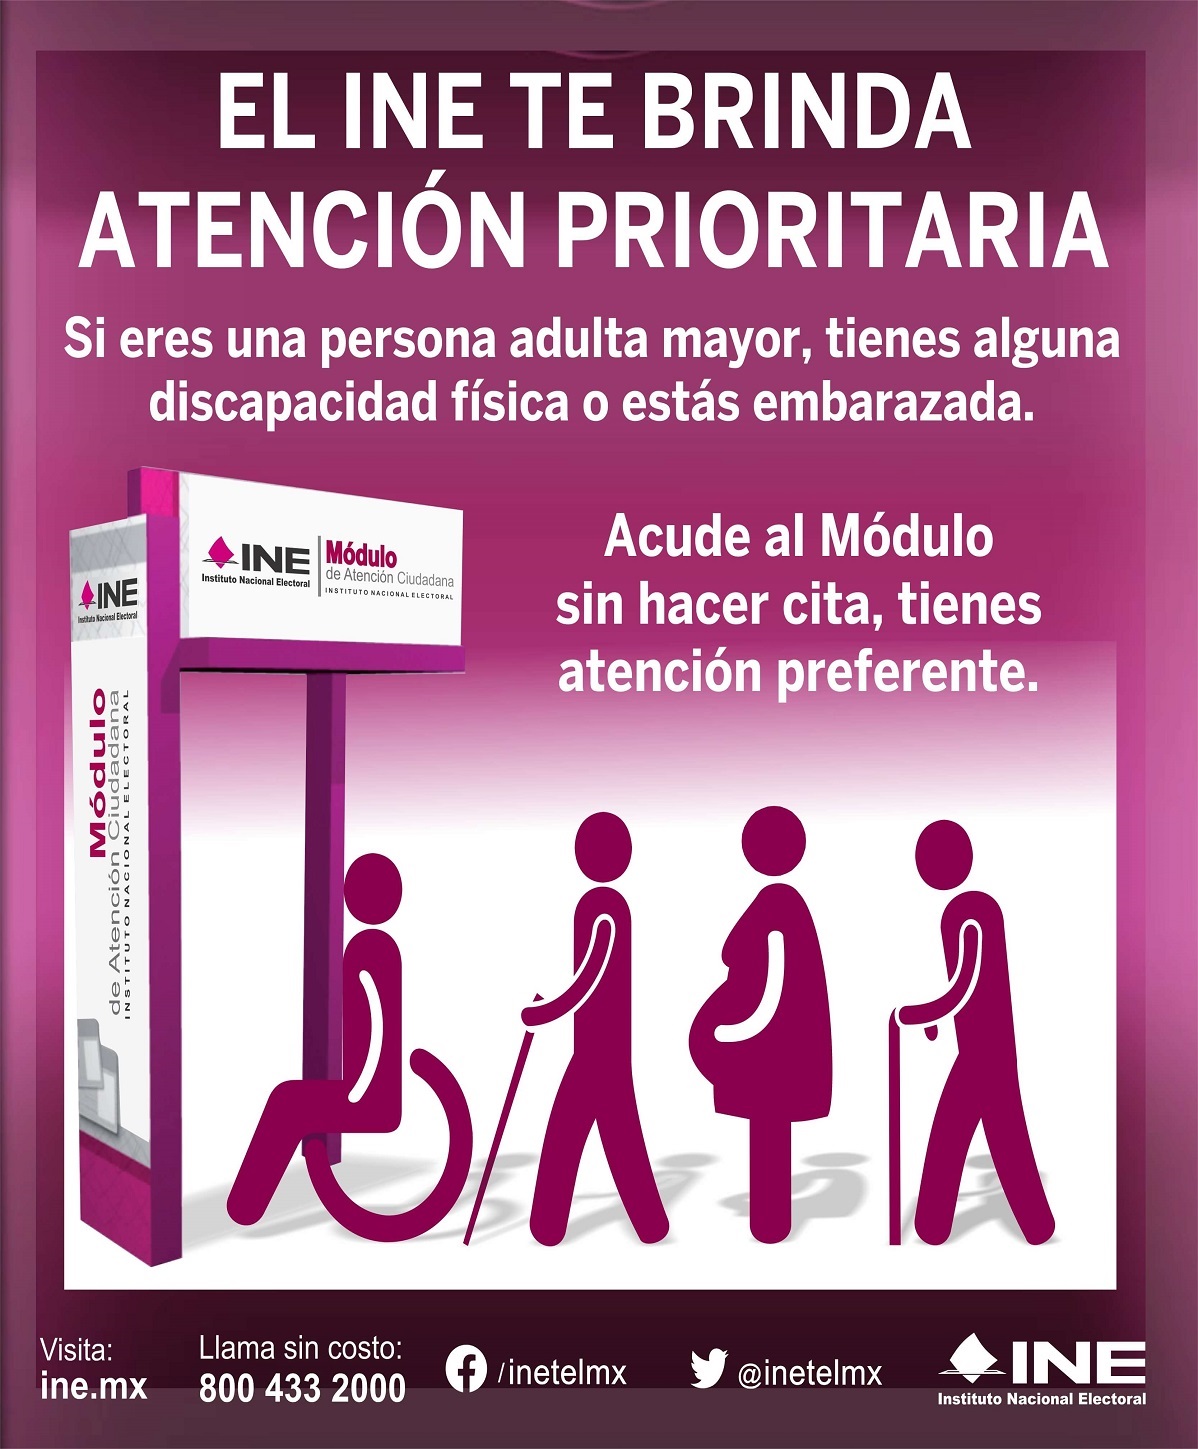 EL INE TE BRINDA
ATENCIÓN PRIORITARIA
Si eres una persona adulta mayor, tienes alguna
discapacidad física o estás embarazada.
INE
Instituto Nacional Electoral
Módulo
de Atención Ciudadana
INSTITUTO NACIONAL ELECTORAL
INE
Instituto Nacional Electoral
Módulo
de Atención Ciudadana
INSTITUTO NACIONAL ELECTORAL
Acude al Módulo
sin hacer cita, tienes
atención preferente.
Visita:
ine.mx
Llama sin costo:
800 433 2000
/inetelmx
@inetelmx
INE
Instituto Nacional Electoral